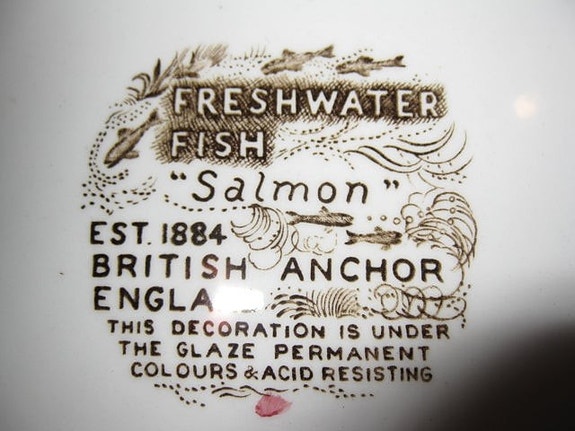 FRESHWATER
FISH
"Salmon"
EST. 1884
BRITISH ANCHOR
ENGLA
THIS DECORATION IS UNDER
THE GLAZE PERMANENT
COLOURS & ACID RESISTING